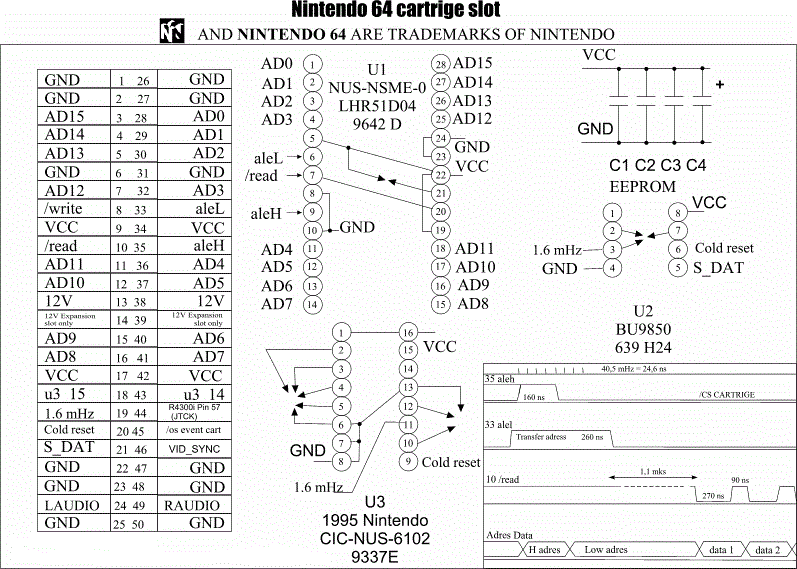 Nintendo 64 cartrige slot
AND NINTENDO 64 ARE TRADEMARKS OF NINTENDO
GND 1 26 GND
GND 2 27 GND
AD15 3 28 AD0
AD14 4 29 AD1
AD13 5 30 AD2
GND 6 31 GND
AD12 7 32 AD3
/write 8 33 aleL
VCC 9 34 VCC
/read 10 35 aleH
AD11 11 36 AD4
AD10 12 37 AD5
12V 13 38 12V
12V Expansion slot only 14 39 12V Expansion slot only
AD9 15 40 AD6
AD8 16 41 AD7
VCC 17 42 VCC
u3 15 18 43 u3 14
1.6 mHz 19 44 R4300i Pin 57 (JTCK)
Cold reset 20 45 /os event cart
S_DAT 21 46 VID_SYNC
GND 22 47 GND
GND 23 48 GND
LAUDIO 24 49 RAUDIO
GND 25 50 GND
U1
NUS-NSME-0
LHR51D04
9642 D
AD0 1 28 AD15
AD1 2 27 AD14
AD2 3 26 AD13
AD3 4 25 AD12
5 24
GND
aleL 6 23
VCC
/read 7 22
8 21
aleH 9 20
10 GND 19
AD4 11 18 AD11
AD5 12 17 AD10
AD6 13 16 AD9
AD7 14 15 AD8
VCC
+
GND
C1 C2 C3 C4
EEPROM
1 8 VCC
2 7
1.6 mHz 3 6 Cold reset
GND 4 5 S_DAT
U2
BU9850
639 H24
1 16
VCC
2 15
3 14
4 13
5 12
6 11
7 10
GND
8 9 Cold reset
1.6 mHz
U3
1995 Nintendo
CIC-NUS-6102
9337E
40,5 mHz = 24,6 ns
35 aleh
160 ns
/CS CARTRIGE
33 alel
Transfer adress 260 ns
1,1 mks
10 /read
90 ns
270 ns
Adres Data
H adres Low adres data 1 data 2